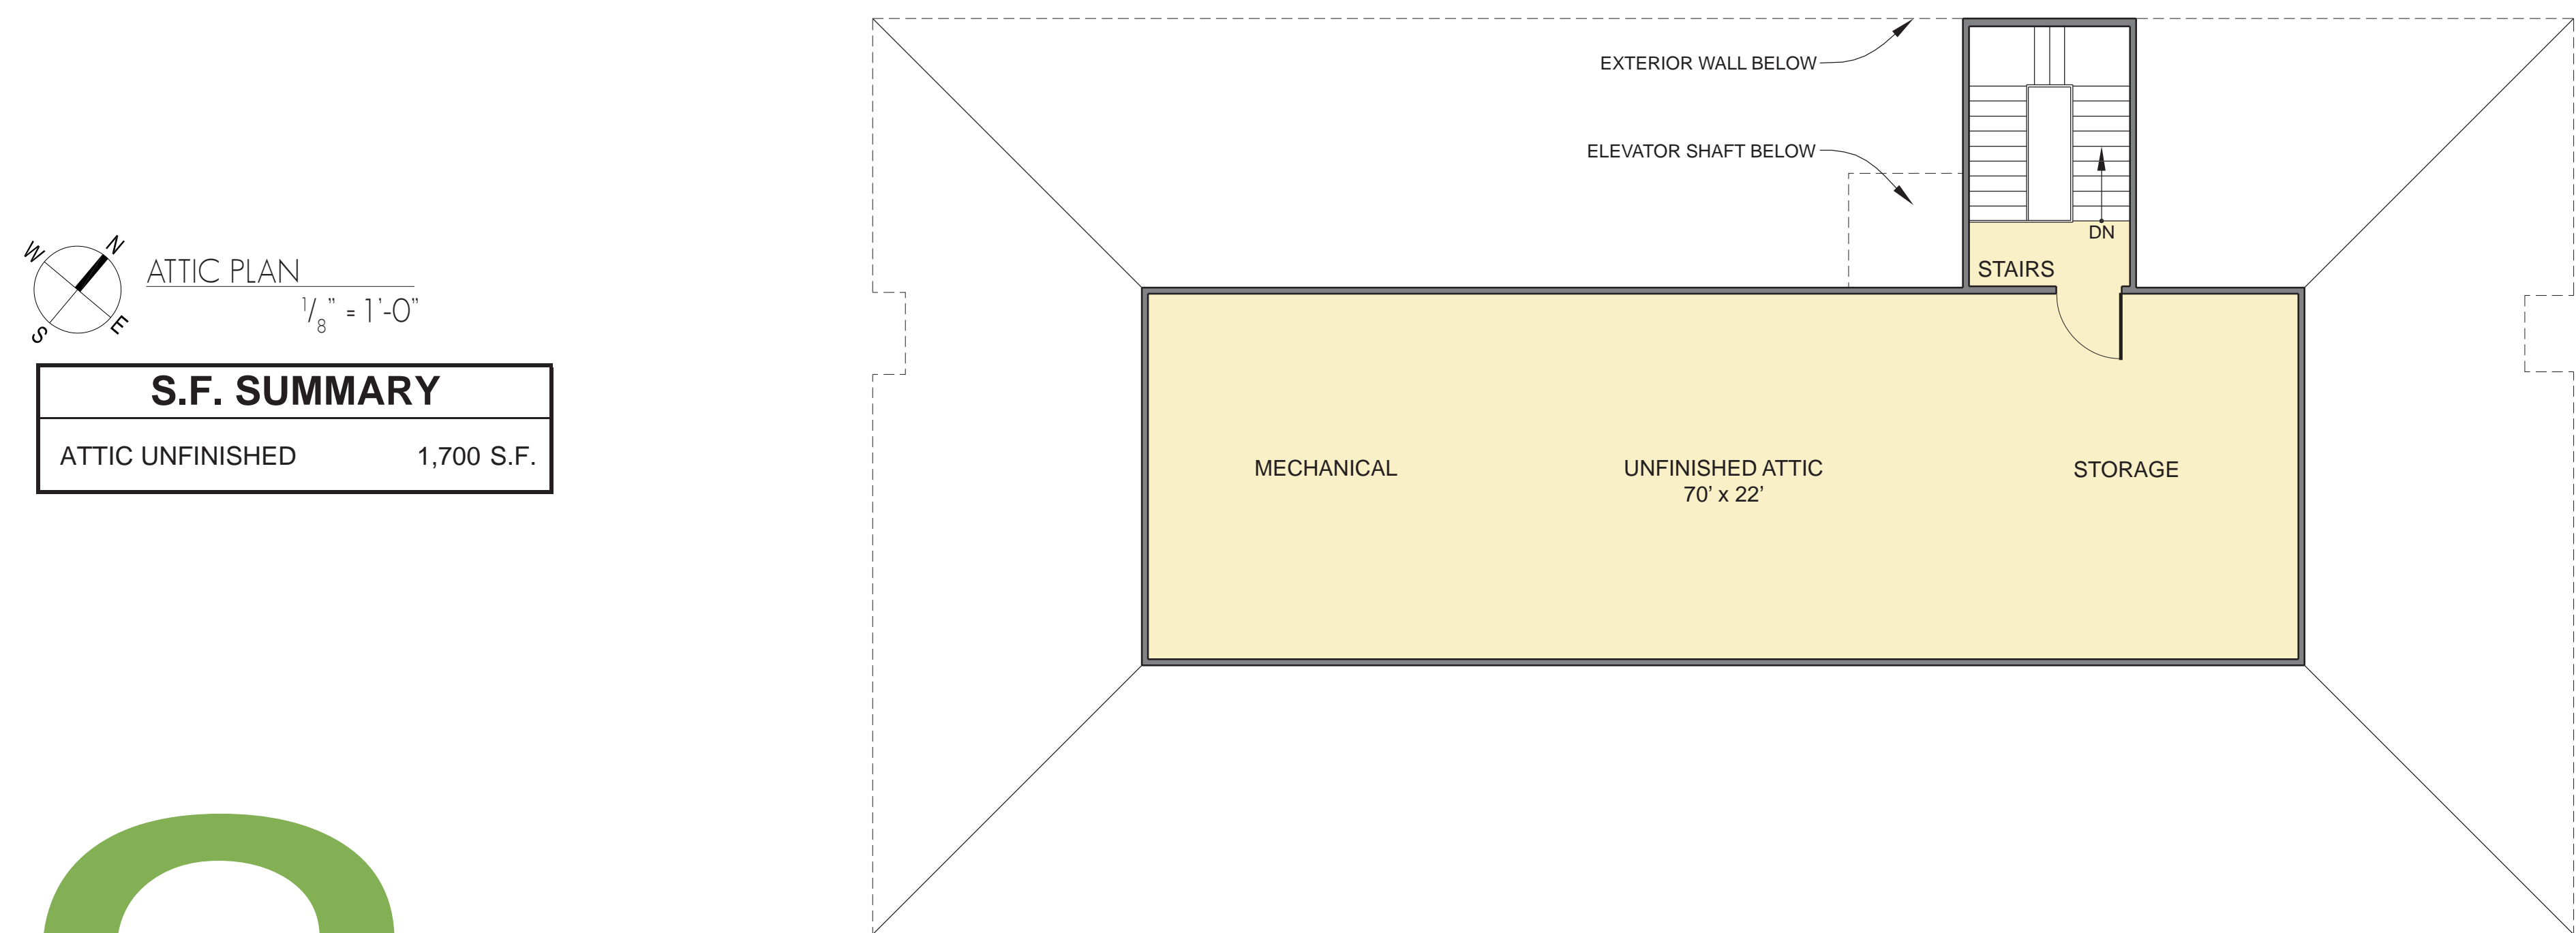 EXTERIOR WALL BELOW
ELEVATOR SHAFT BELOW
DN
STAIRS
W N
S E
ATTIC PLAN
1/8” = 1’-0”
S.F. SUMMARY
ATTIC UNFINISHED 1,700 S.F.
MECHANICAL
UNFINISHED ATTIC
70’ x 22’
STORAGE